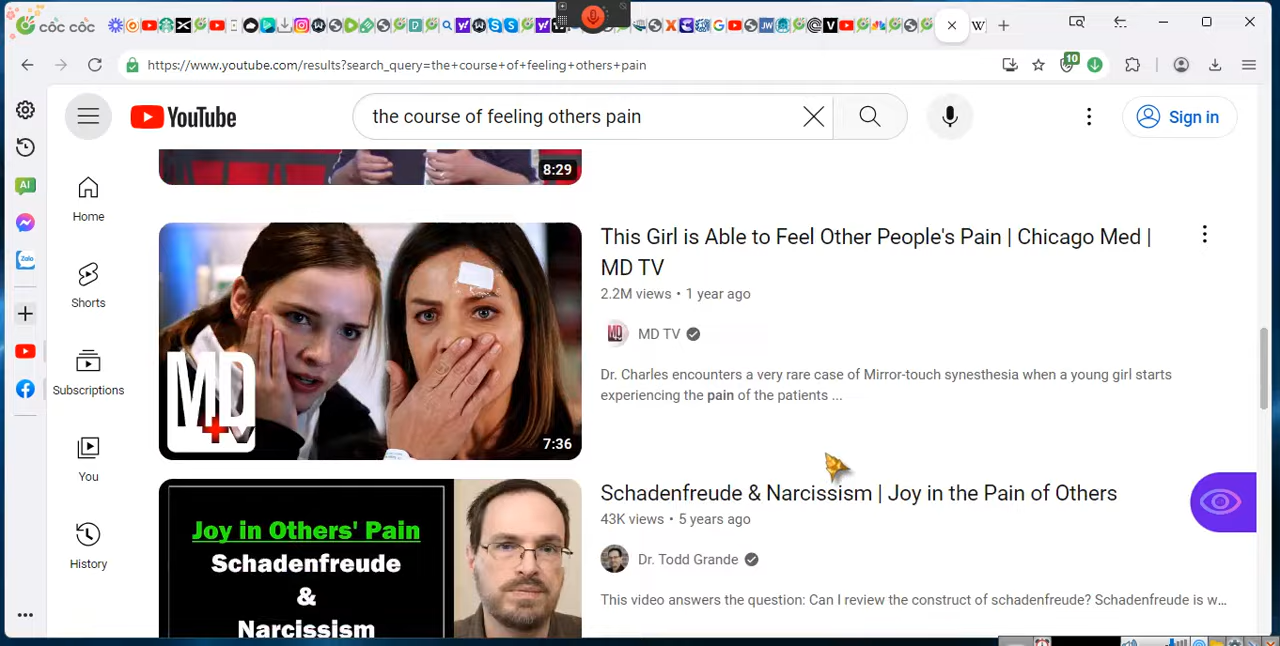 cốc cốc
https://www.youtube.com/results?search_query=the+course+of+feeling+others+pain
10
YouTube
the course of feeling others pain
Sign in
AI
Zalo
Home
Shorts
Subscriptions
You
History
8:29
MD
TV
7:36
This Girl is Able to Feel Other People's Pain | Chicago Med |
MD TV
2.2M views • 1 year ago
MD TV
Dr. Charles encounters a very rare case of Mirror-touch synesthesia when a young girl starts
experiencing the pain of the patients ...
Joy in Others' Pain
Schadenfreude
&
Narcissism
Schadenfreude & Narcissism | Joy in the Pain of Others
43K views • 5 years ago
Dr. Todd Grande
This video answers the question: Can I review the construct of schadenfreude? Schadenfreude is w...